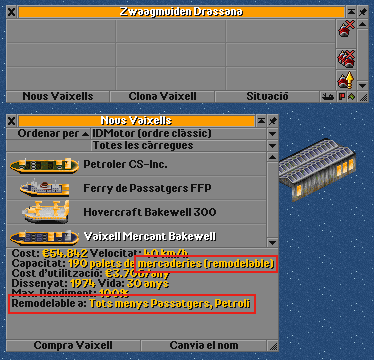 Zwaagmuiden Drassana
Nous Vaixells
Clona Vaixell
Situació
Nous Vaixells
Ordenar per
IDMotor (ordre clàssic)
Totes les càrregues
Petroler CS-Inc.
Ferry de Passatgers FFP
Hovercraft Bakewell 300
Vaixell Mercant Bakewell
Cost: €54,842 Velocitat: 40 km/h
Capacitat: 190 palets de mercaderies (remodelable)
Cost d'utilització: €3,706/any
Dissenyat: 1974 Vida: 30 anys
Max. Rendiment: 100%
Remodelable a: Tots menys Passatgers, Petroli
Compra Vaixell
Canvia el nom